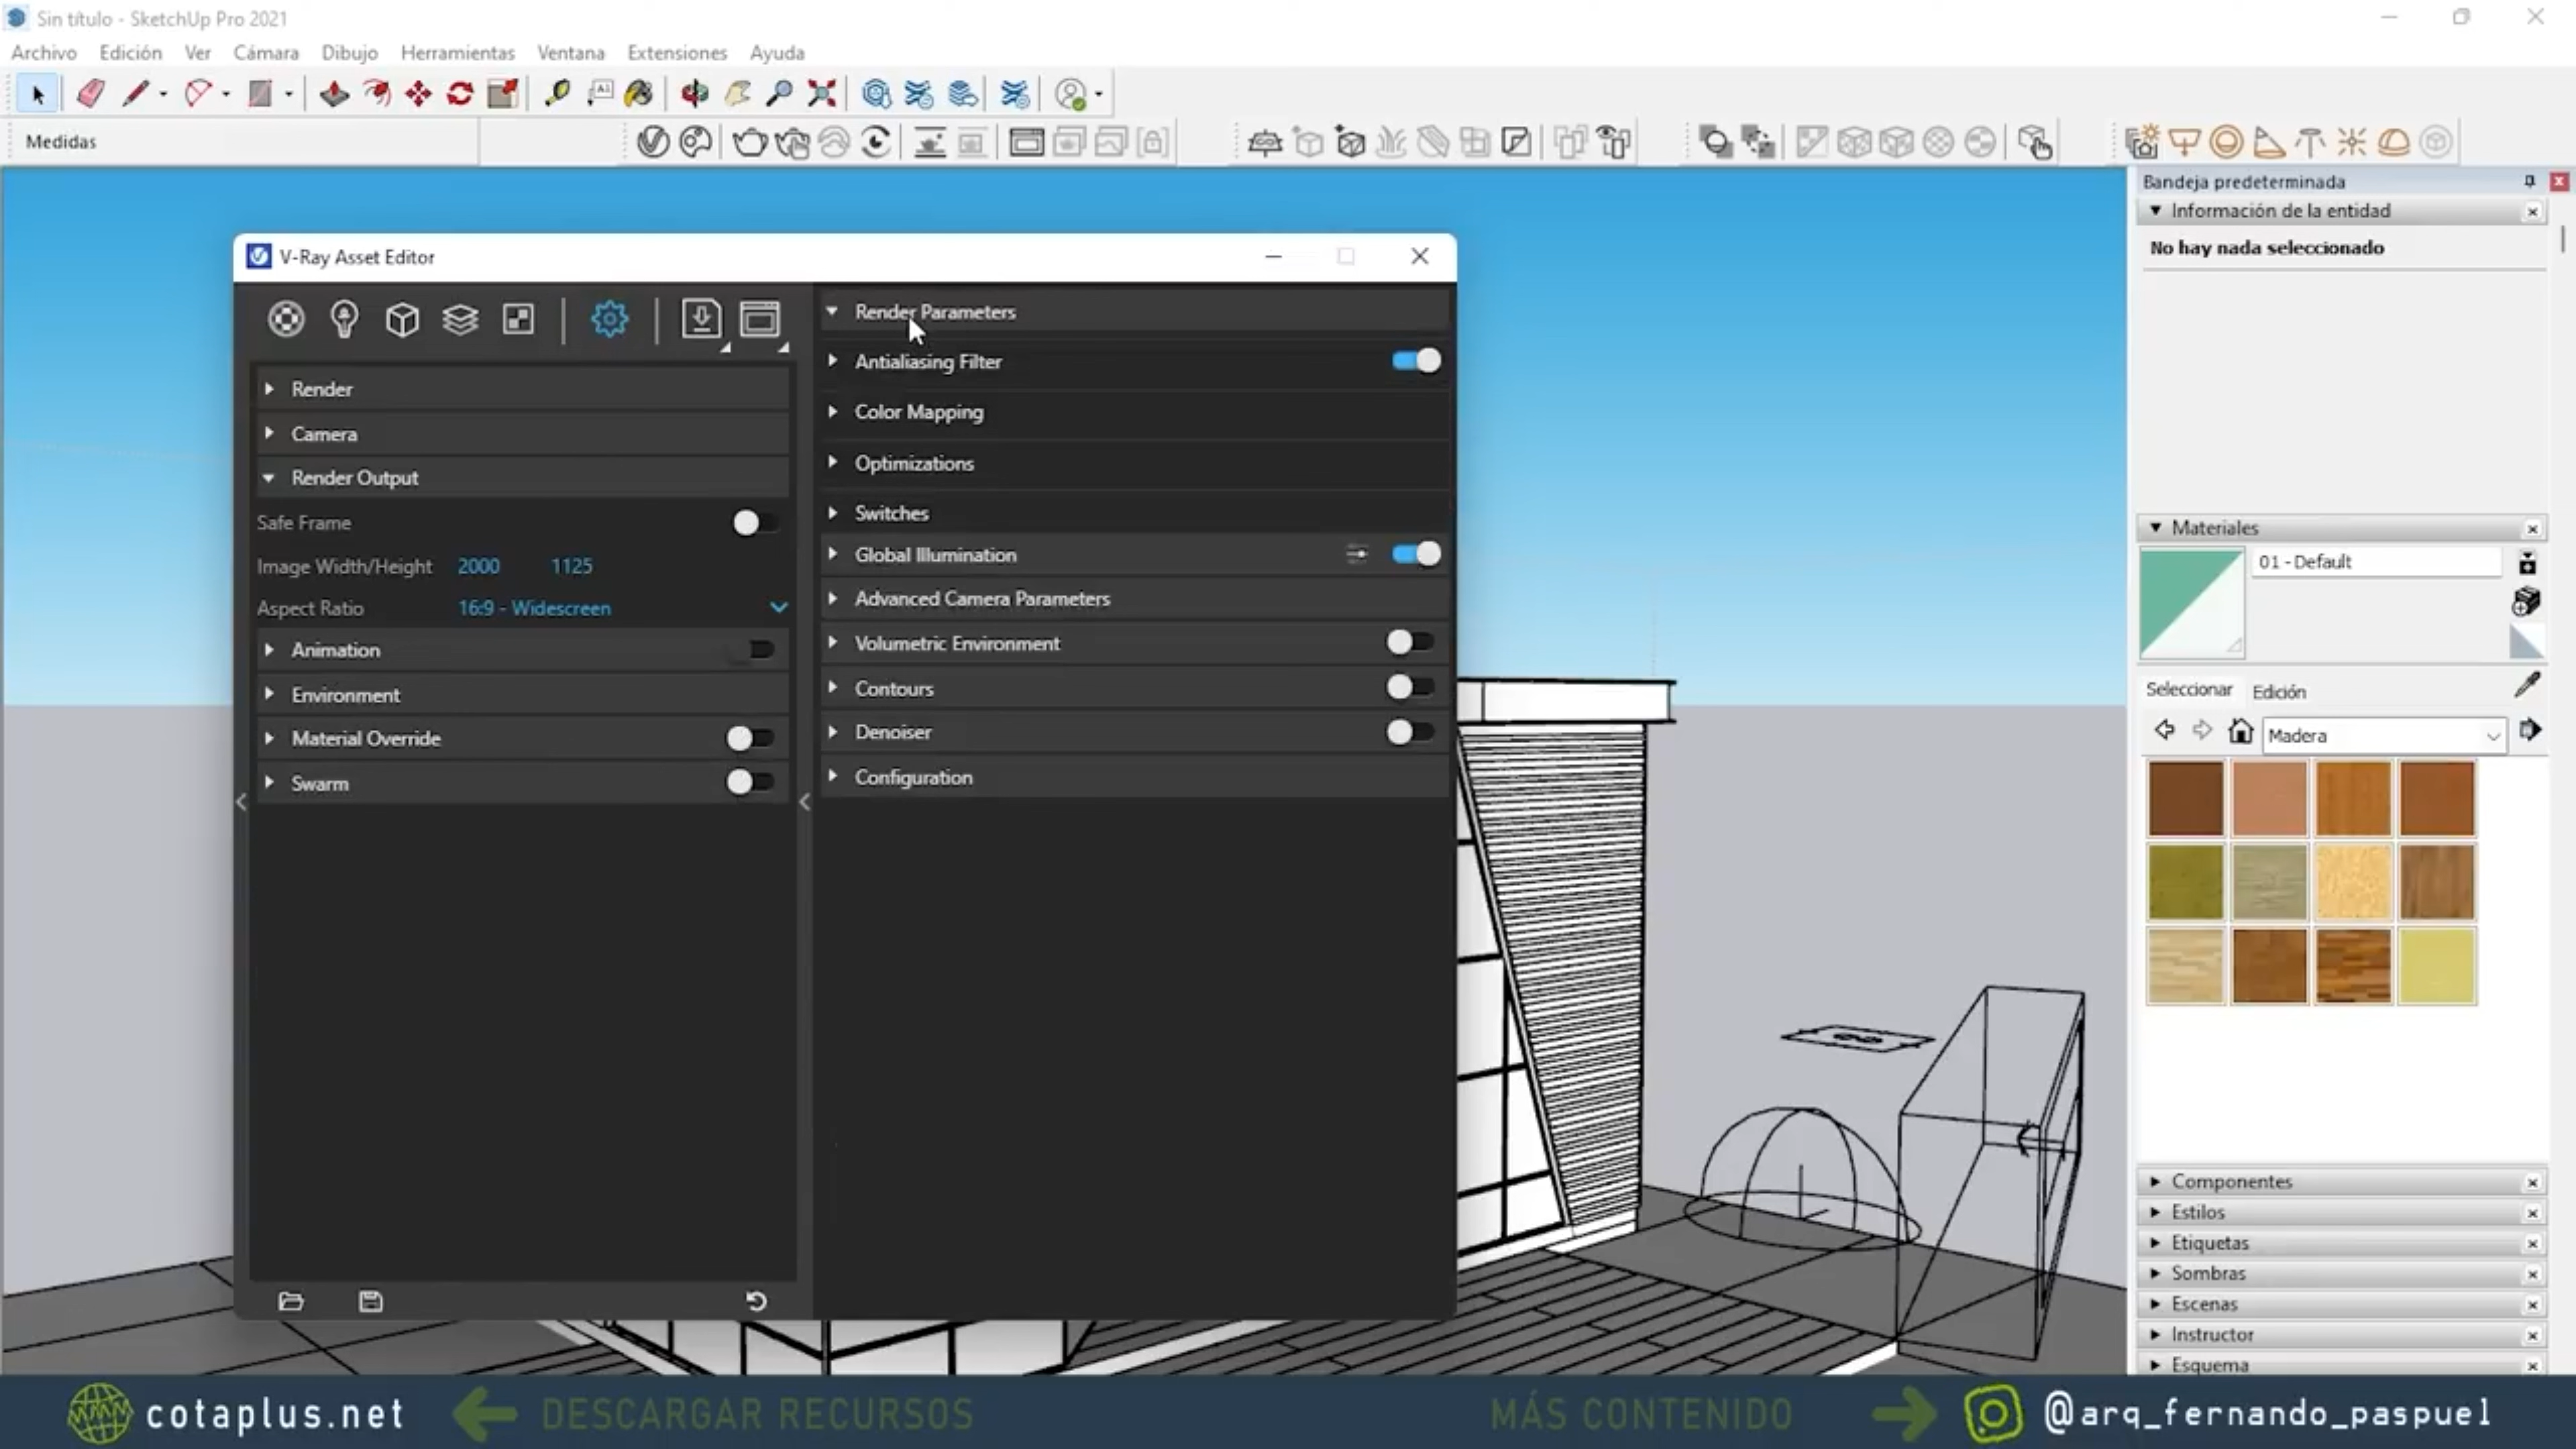 Sin título - SketchUp Pro 2021
Archivo Edición Ver Cámara Dibujo Herramientas Ventana Extensiones Ayuda
Medidas
V-Ray Asset Editor
Render
Camera
Render Output
Safe Frame
Image Width/Height 2000 1125
Aspect Ratio 16:9 - Widescreen
Animation
Environment
Material Override
Swarm
Render Parameters
Antialiasing Filter
Color Mapping
Optimizations
Switches
Global Illumination
Advanced Camera Parameters
Volumetric Environment
Contours
Denoiser
Configuration
Bandeja predeterminada
Información de la entidad
No hay nada seleccionado
Materiales
01 - Default
Seleccionar Edición
Madera
Componentes
Estilos
Etiquetas
Sombras
Escenas
Instructor
Esquema
cotaplus.net DESCARGAR RECURSOS MÁS CONTENIDO @arq_fernando_paspuel